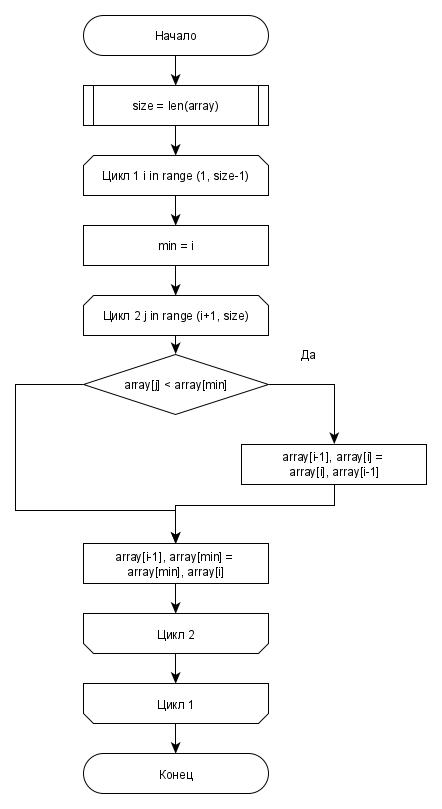 Начало
size = len(array)
Цикл 1 i in range (1, size-1)
min = i
Цикл 2 j in range (i+1, size)
Да
array[j] < array[min]
array[i-1], array[i] =
array[i], array[i-1]
array[i-1], array[min] =
array[min], array[i]
Цикл 2
Цикл 1
Конец